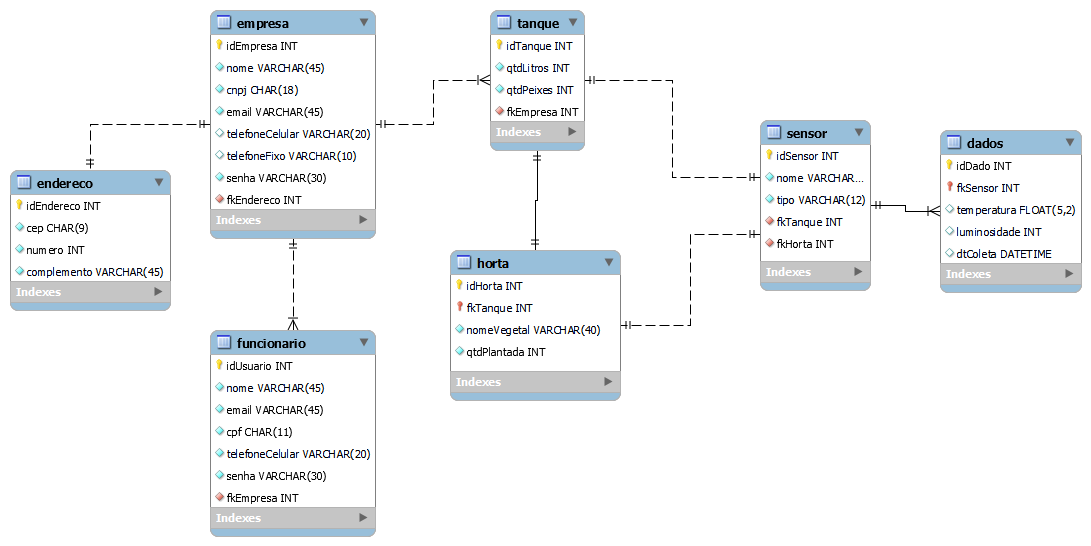 empresa
idEmpresa INT
nome VARCHAR(45)
cnpj CHAR(18)
email VARCHAR(45)
telefoneCelular VARCHAR(20)
telefoneFixo VARCHAR(10)
senha VARCHAR(30)
fkEndereco INT
Indexes
tanque
idTanque INT
qtdLitros INT
qtdPeixes INT
fkEmpresa INT
Indexes
sensor
idSensor INT
nome VARCHAR...
tipo VARCHAR(12)
fkTanque INT
fkHorta INT
Indexes
dados
idDado INT
fkSensor INT
temperatura FLOAT(5,2)
luminosidade INT
dtColeta DATETIME
Indexes
endereco
idEndereco INT
cep CHAR(9)
numero INT
complemento VARCHAR(45)
Indexes
horta
idHorta INT
fkTanque INT
nomeVegetal VARCHAR(40)
qtdPlantada INT
Indexes
funcionario
idUsuario INT
nome VARCHAR(45)
email VARCHAR(45)
cpf CHAR(11)
telefoneCelular VARCHAR(20)
senha VARCHAR(30)
fkEmpresa INT
Indexes